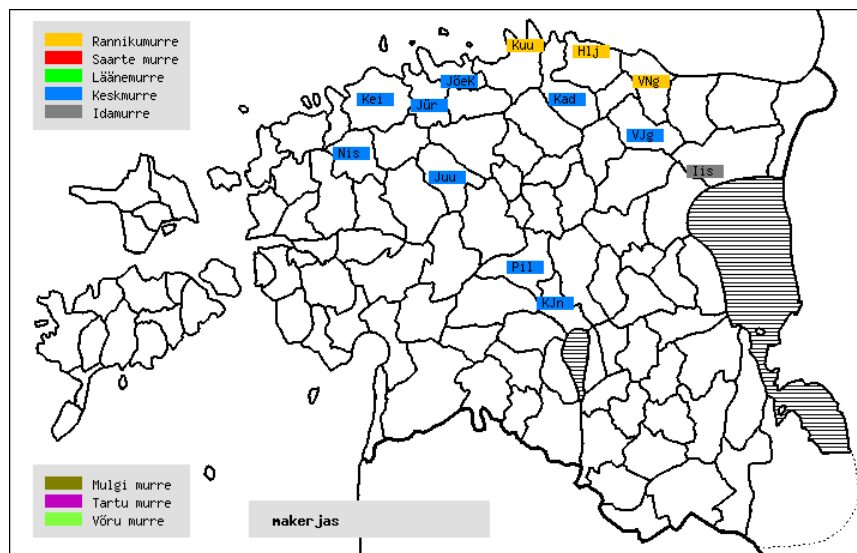 Rannikumurre
Saarte murre
Läänemurre
Keskmurre
Idamurre
Kuu
Hlj
JõeK
VNg
Kei
Jür
Kad
VJg
Nis
Juu
Iis
Pil
KJn
Mulgi murre
Tartu murre
Võru murre
makerjas